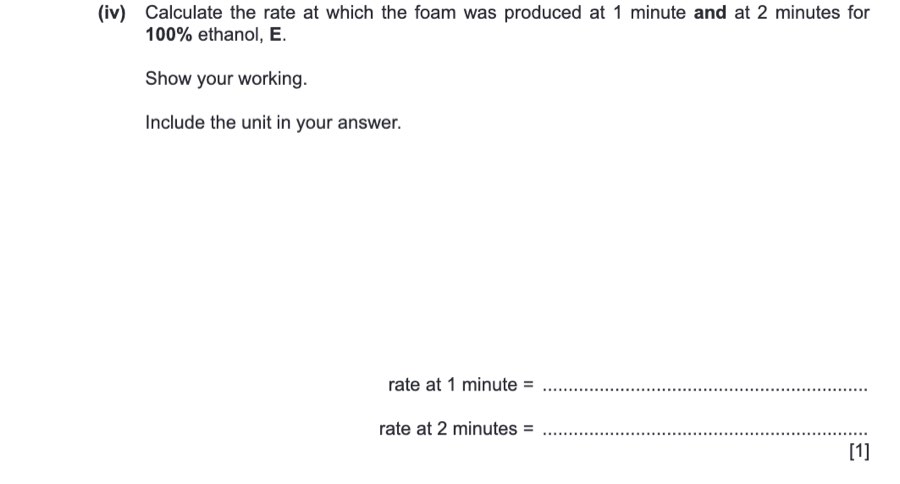 (iv) Calculate the rate at which the foam was produced at 1 minute and at 2 minutes for
100% ethanol, E.
Show your working.
Include the unit in your answer.
rate at 1 minute = ................................................................
rate at 2 minutes = ................................................................
[1]